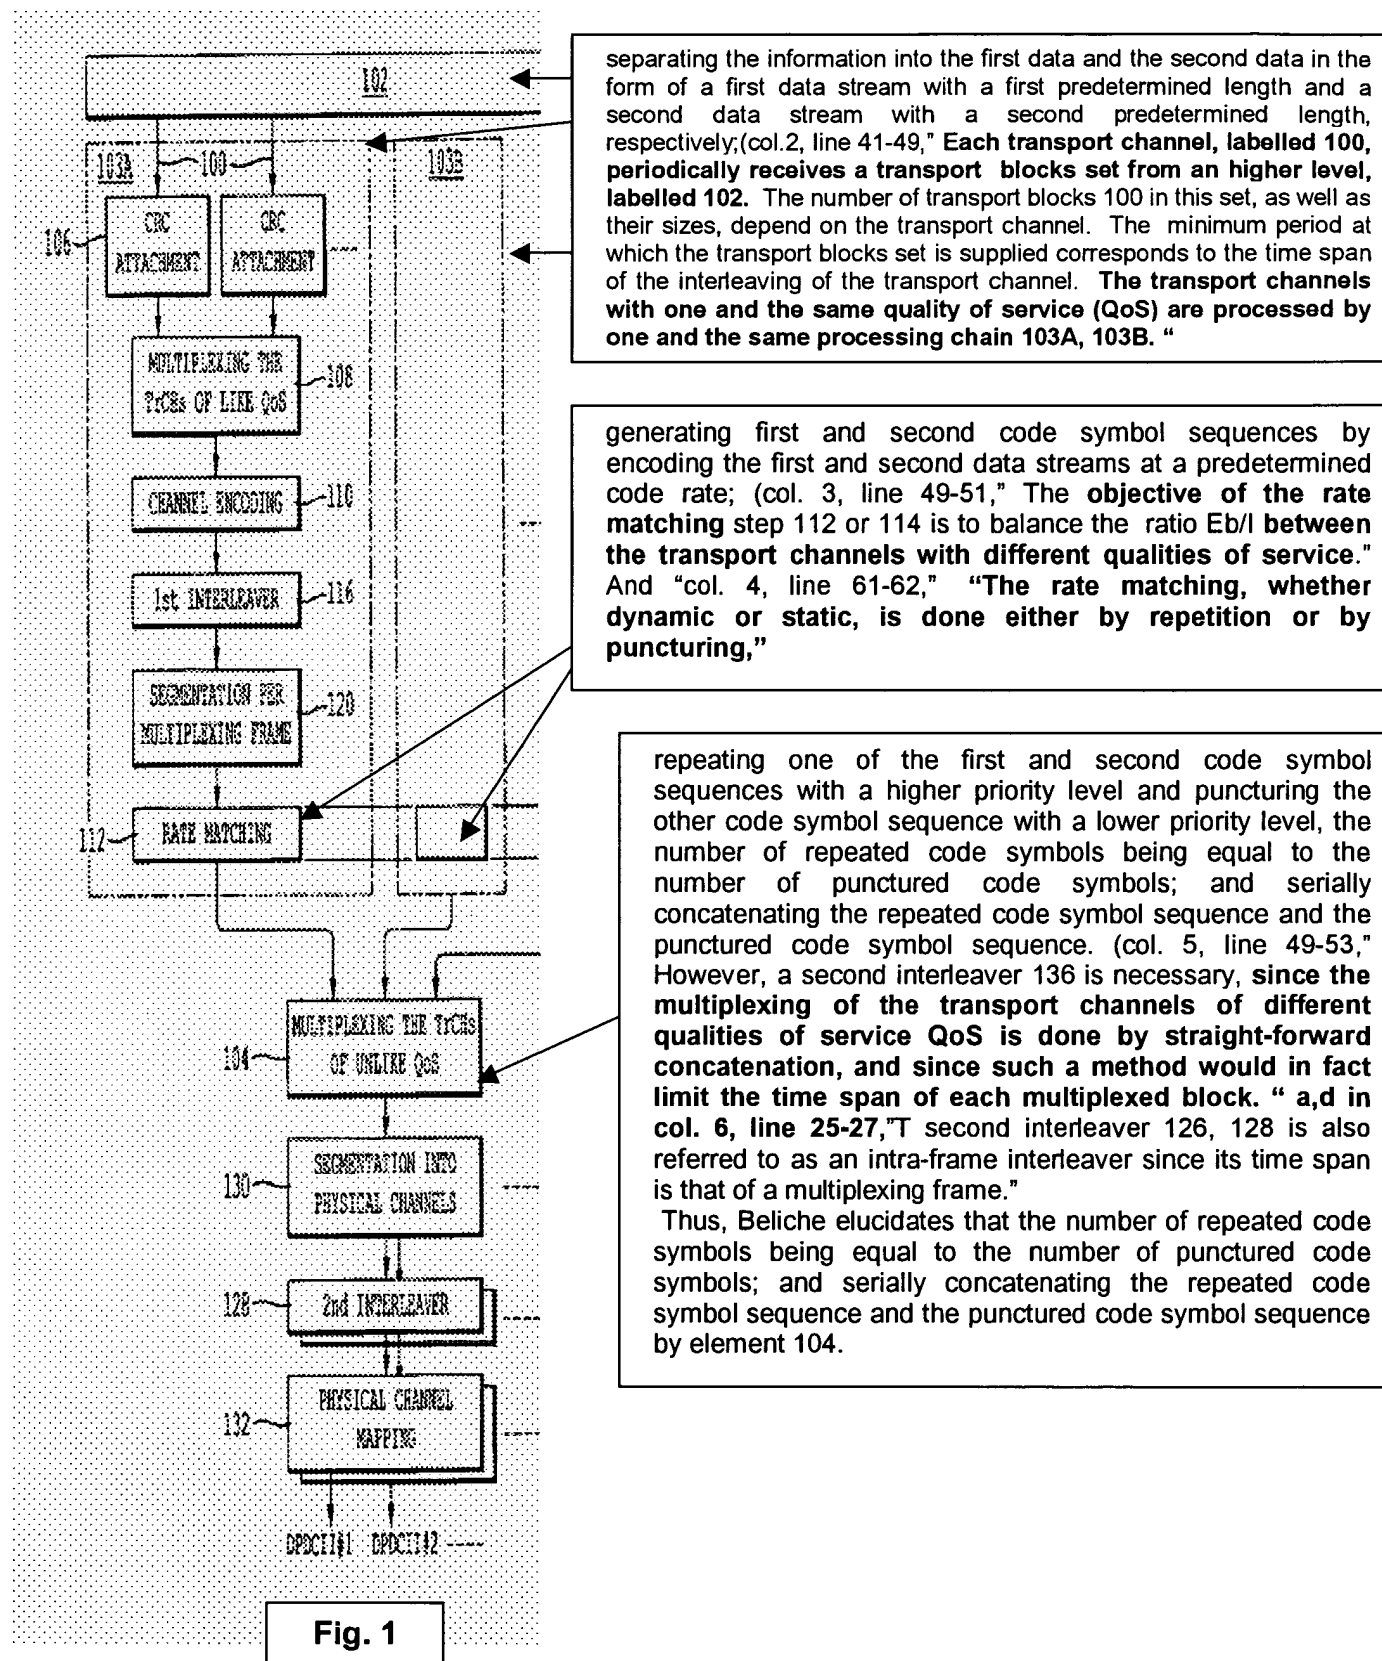 102
103A
100
103B
106
CRC
ATTACHMENT
CRC
ATTACHMENT
MULTIPLEXING THE
TrCHs OF LIKE QoS
108
CHANNEL ENCODING
110
1st INTERLEAVER
116
SEGMENTATION PER
MULTIPLEXING FRAME
120
112
RATE MATCHING
104
MULTIPLEXING THE TrCHs
OF UNLIKE QoS
130
SEGMENTATION INTO
PHYSICAL CHANNELS
128
2nd INTERLEAVER
132
PHYSICAL CHANNEL
MAPPING
DPDCH#1 DPDCH#2
Fig. 1
separating the information into the first data and the second data in the
form of a first data stream with a first predetermined length and a
second data stream with a second predetermined length,
respectively;(col.2, line 41-49," Each transport channel, labelled 100,
periodically receives a transport blocks set from an higher level,
labelled 102. The number of transport blocks 100 in this set, as well as
their sizes, depend on the transport channel. The minimum period at
which the transport blocks set is supplied corresponds to the time span
of the interleaving of the transport channel. The transport channels
with one and the same quality of service (QoS) are processed by
one and the same processing chain 103A, 103B. “
generating first and second code symbol sequences by
encoding the first and second data streams at a predetermined
code rate; (col. 3, line 49-51," The objective of the rate
matching step 112 or 114 is to balance the ratio Eb/I between
the transport channels with different qualities of service."
And “col. 4, line 61-62," “The rate matching, whether
dynamic or static, is done either by repetition or by
puncturing,”
repeating one of the first and second code symbol
sequences with a higher priority level and puncturing the
other code symbol sequence with a lower priority level, the
number of repeated code symbols being equal to the
number of punctured code symbols; and serially
concatenating the repeated code symbol sequence and the
punctured code symbol sequence. (col. 5, line 49-53,"
However, a second interleaver 136 is necessary, since the
multiplexing of the transport channels of different
qualities of service QoS is done by straight-forward
concatenation, and since such a method would in fact
limit the time span of each multiplexed block. “ a,d in
col. 6, line 25-27,"T second interleaver 126, 128 is also
referred to as an intra-frame interleaver since its time span
is that of a multiplexing frame."
Thus, Beliche elucidates that the number of repeated code
symbols being equal to the number of punctured code
symbols; and serially concatenating the repeated code
symbol sequence and the punctured code symbol sequence
by element 104.